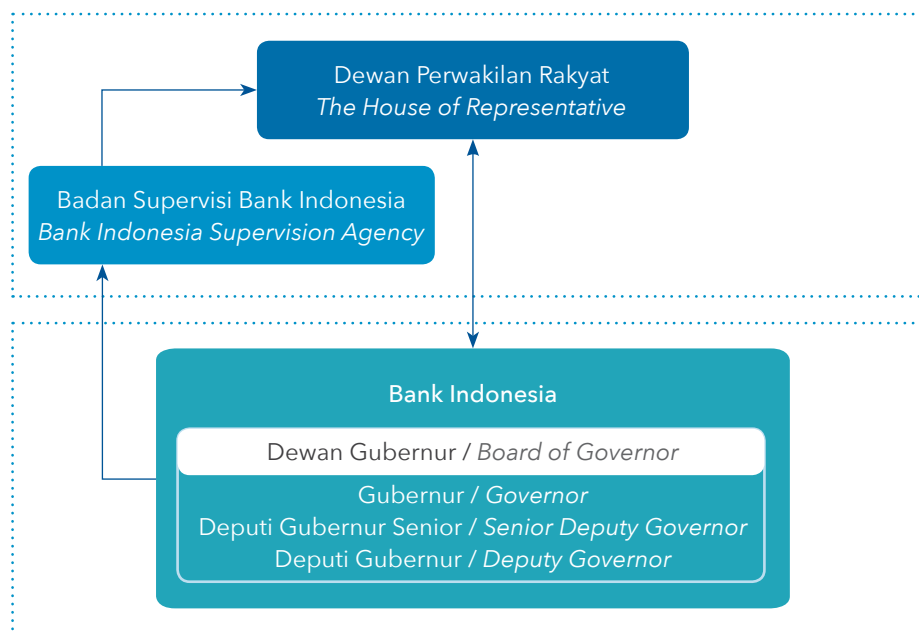 Dewan Perwakilan Rakyat
The House of Representative
Badan Supervisi Bank Indonesia
Bank Indonesia Supervision Agency
Bank Indonesia
Dewan Gubernur / Board of Governor
Gubernur / Governor
Deputi Gubernur Senior / Senior Deputy Governor
Deputi Gubernur / Deputy Governor